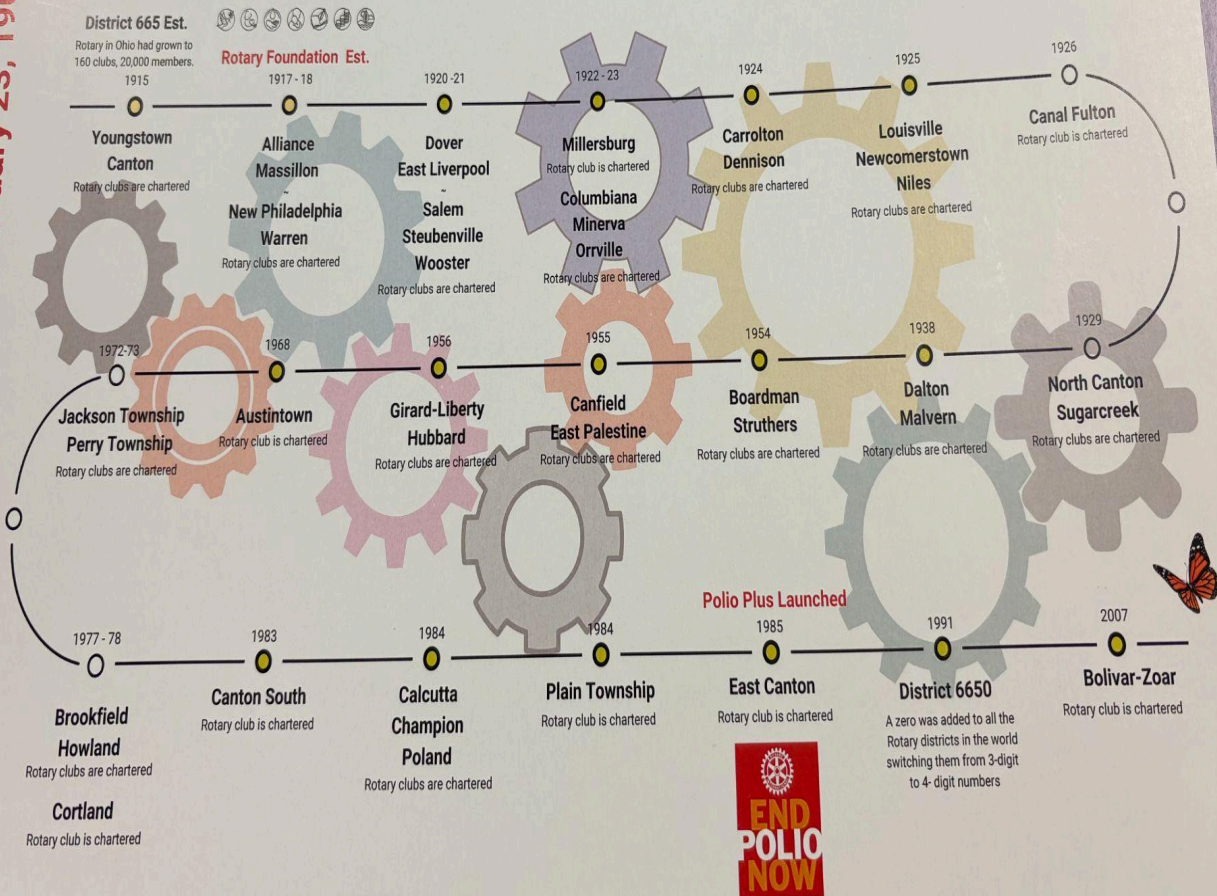 District 665 Est.
Rotary in Ohio had grown to
160 clubs, 20,000 members.
1915
Youngstown
Canton
Rotary clubs are chartered
Rotary Foundation Est.
1917 - 18
Alliance
Massillon
~
New Philadelphia
Warren
Rotary clubs are chartered
1920 -21
Dover
East Liverpool
~
Salem
Steubenville
Wooster
Rotary clubs are chartered
1922 - 23
Millersburg
Rotary club is chartered
Columbiana
Minerva
Orrville
Rotary clubs are chartered
1924
Carrolton
Dennison
Rotary clubs are chartered
1925
Louisville
Newcomerstown
Niles
Rotary clubs are chartered
1926
Canal Fulton
Rotary club is chartered
1929
North Canton
Sugarcreek
Rotary clubs are chartered
1938
Dalton
Malvern
Rotary clubs are chartered
1954
Boardman
Struthers
Rotary clubs are chartered
1955
Canfield
East Palestine
Rotary clubs are chartered
1956
Girard-Liberty
Hubbard
Rotary clubs are chartered
1968
Austintown
Rotary club is chartered
1972-73
Jackson Township
Perry Township
Rotary clubs are chartered
1977 - 78
Brookfield
Howland
Rotary clubs are chartered
Cortland
Rotary club is chartered
1983
Canton South
Rotary club is chartered
1984
Calcutta
Champion
Poland
Rotary club are chartered
1984
Plain Township
Rotary club is chartered
Polio Plus Launched
1985
East Canton
Rotary club is chartered
END
POLIO
NOW
1991
District 6650
A zero was added to all the
Rotary districts in the world
switching them from 3-digit
to 4- digit numbers
2007
Bolivar-Zoar
Rotary club is chartered